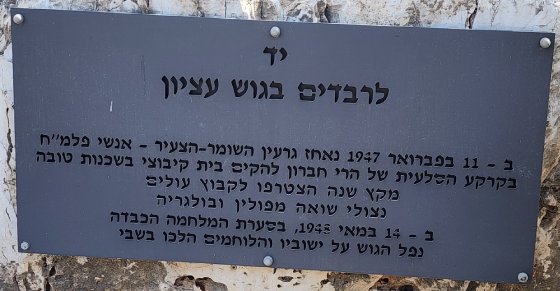 יד
לרבדים בגוש עציון
ב - 11 בפברואר 1947 נאחז גרעין השומר-הצעיר - אנשי פלמ"ח
בקרקע הסלעית של הרי חברון להקים בית קיבוצי בשכנות טובה
מקץ שנה הצטרפו לקבוץ עולים
נצולי שואה מפולין ובולגריה
ב - 14 במאי 1948, בסערת המלחמה הכבדה
נפל הגוש על ישוביו והלוחמים הלכו בשבי